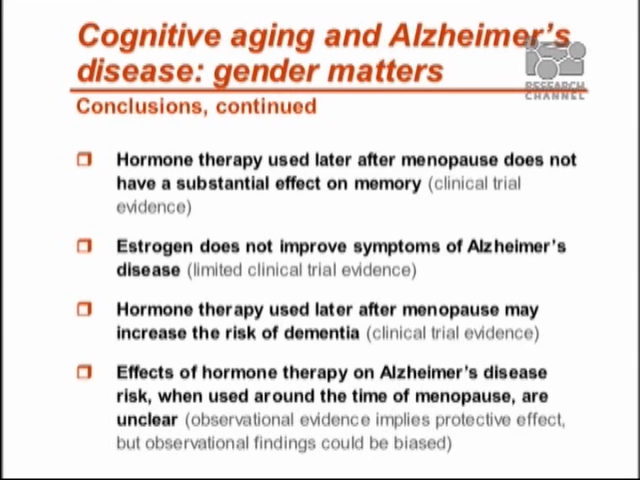 Cognitive aging and Alzheimer's
disease: gender matters
RESEARCH
CHANNEL
Conclusions, continued
Hormone therapy used later after menopause does not
have a substantial effect on memory (clinical trial
evidence)
Estrogen does not improve symptoms of Alzheimer's
disease (limited clinical trial evidence)
Hormone therapy used later after menopause may
increase the risk of dementia (clinical trial evidence)
Effects of hormone therapy on Alzheimer's disease
risk, when used around the time of menopause, are
unclear (observational evidence implies protective effect,
but observational findings could be biased)